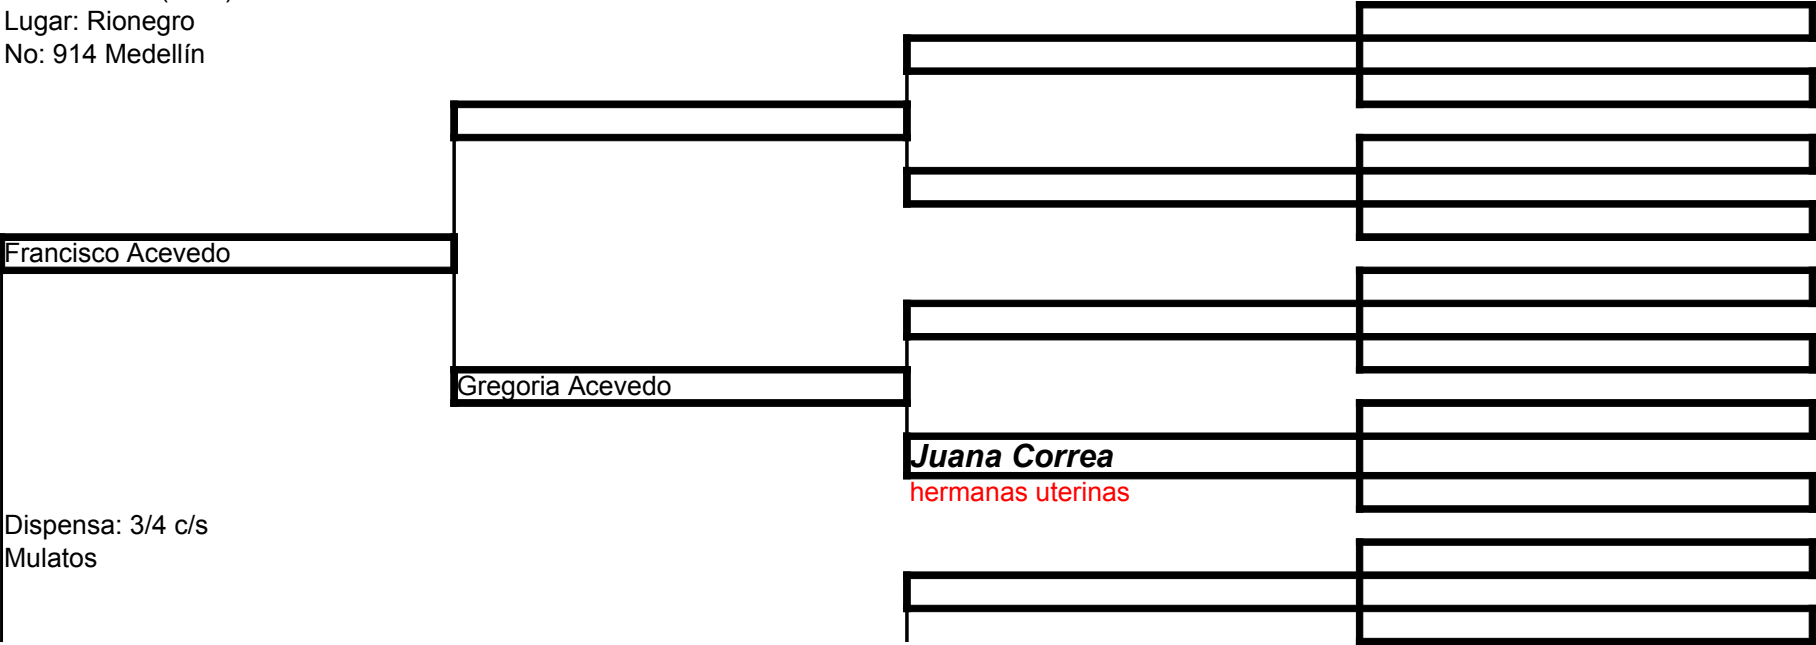 Lugar: Rionegro
No: 914 Medellín
Francisco Acevedo
Gregoria Acevedo
Juana Correa
hermanas uterinas
Dispensa: 3/4 c/s
Mulatos